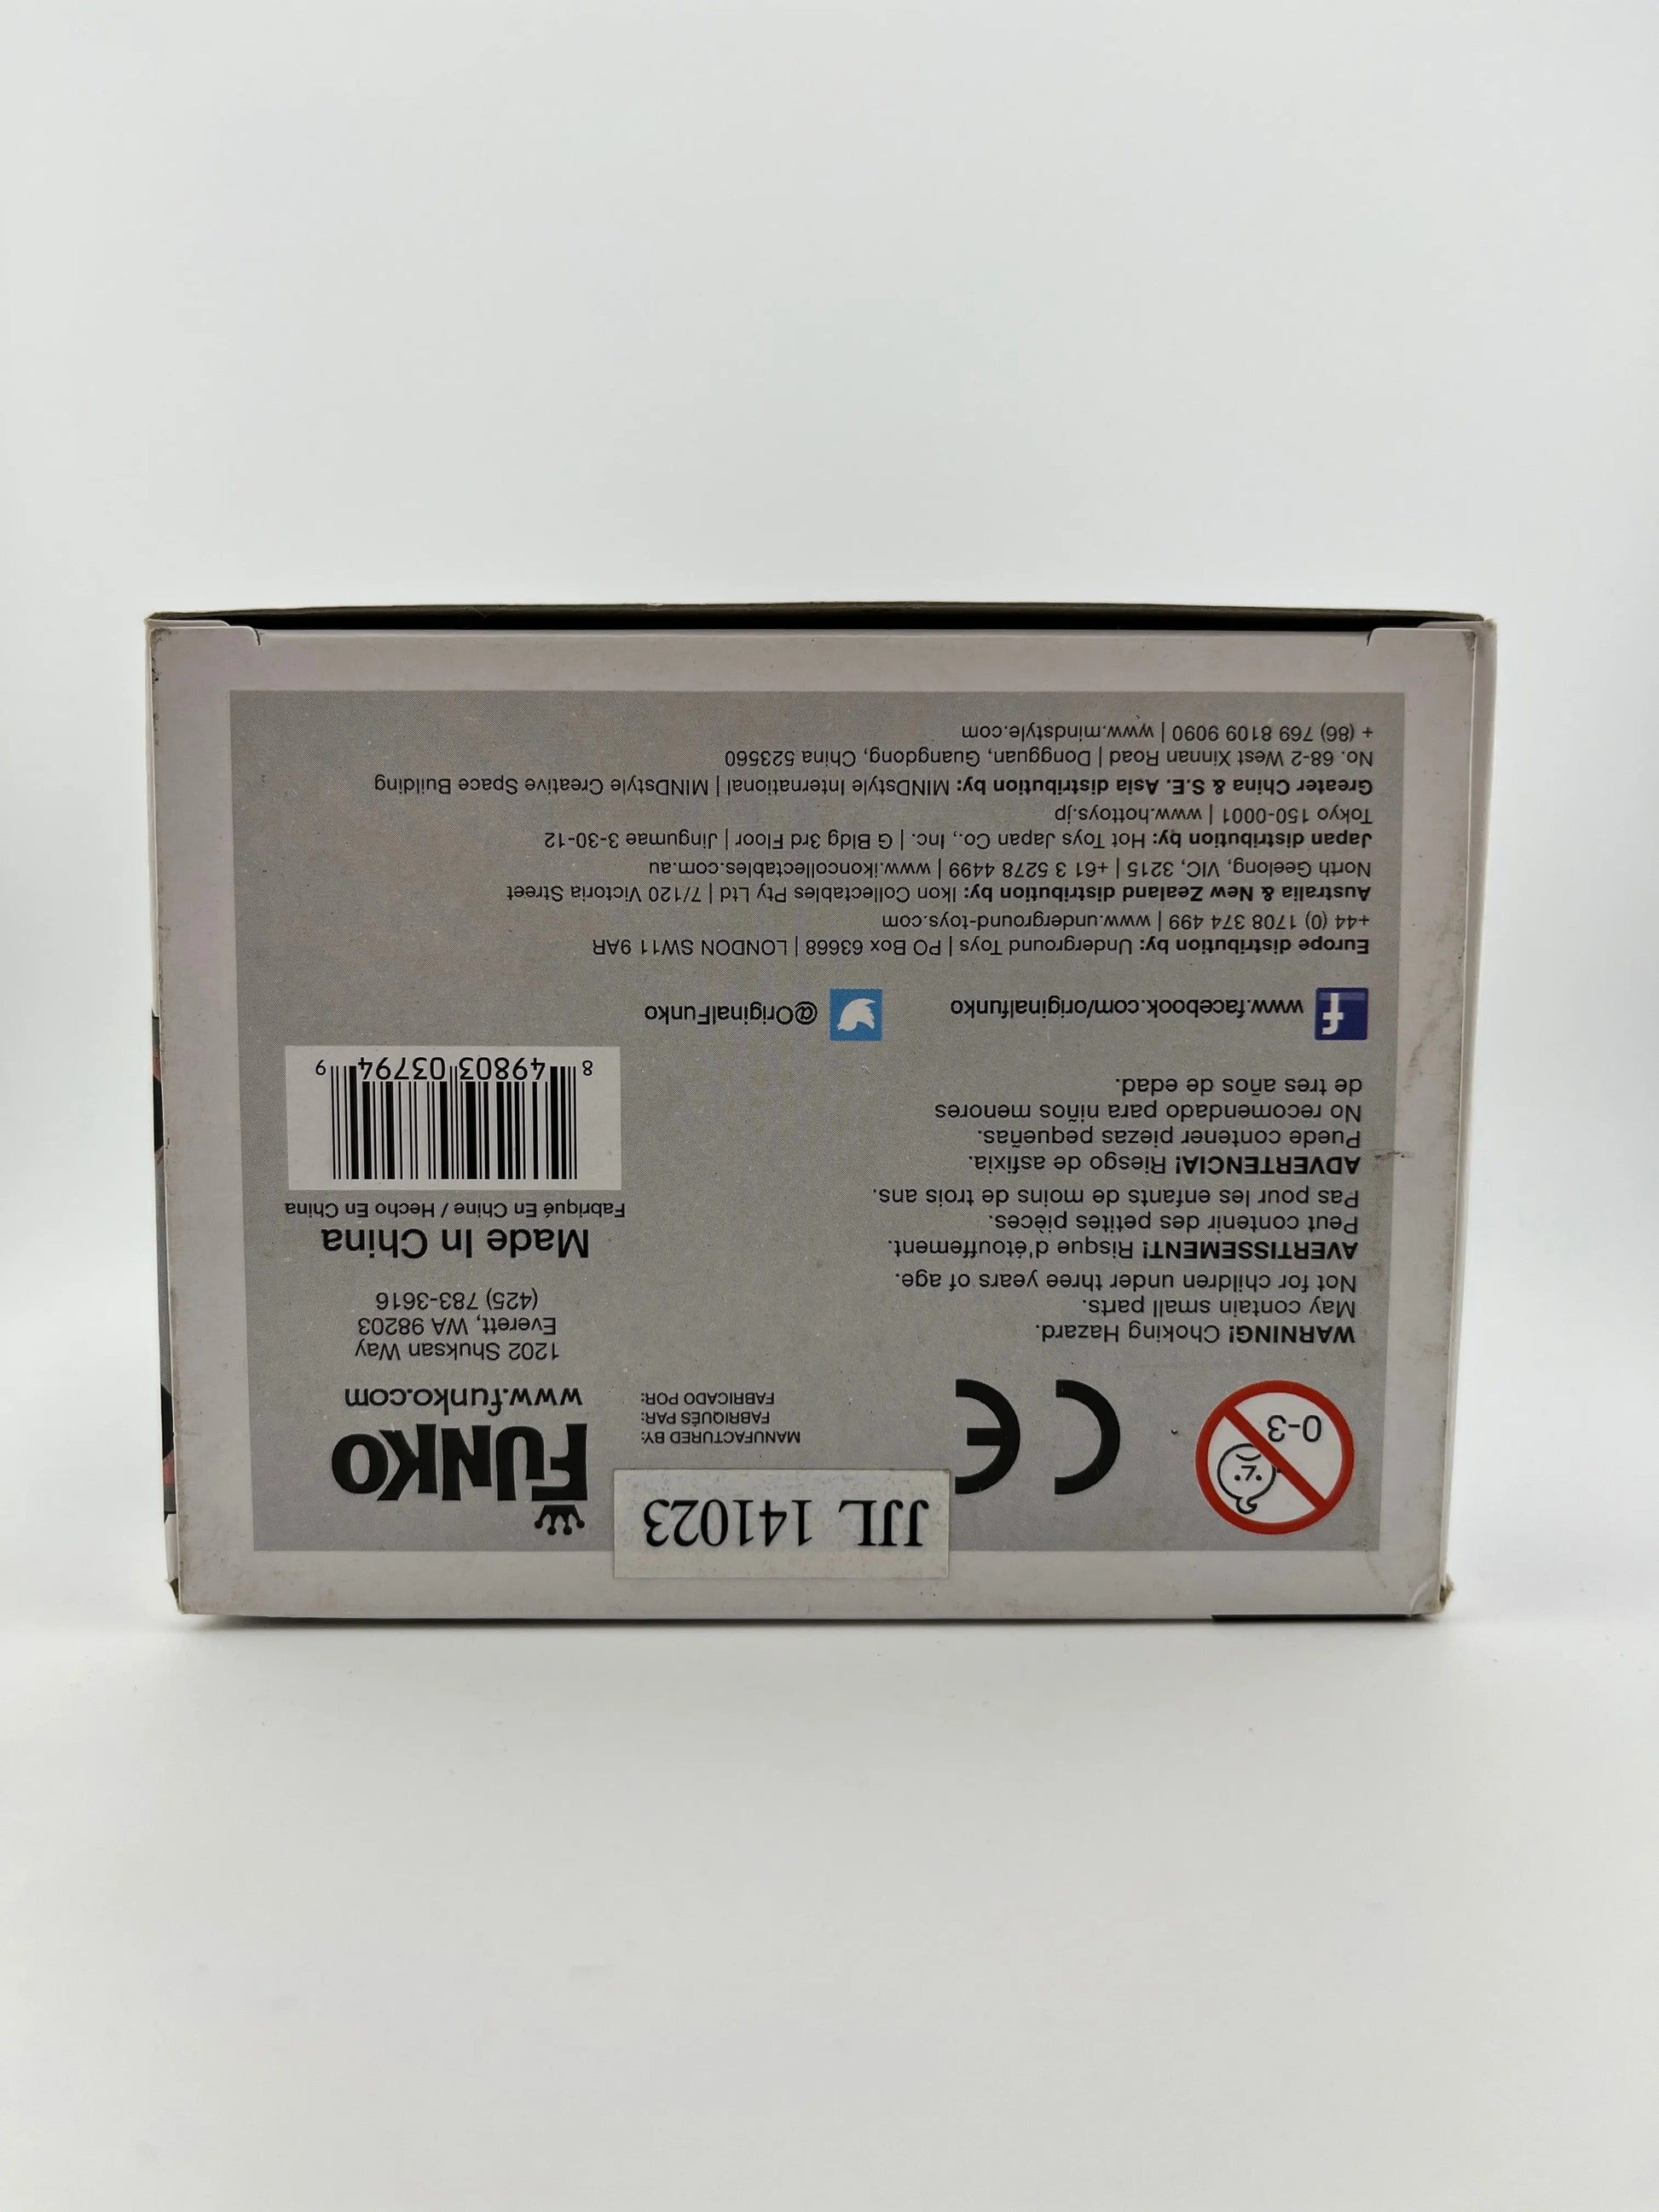 JJL 141023
0-3
CE
MANUFACTURED BY:
FABRIQUÉS PAR:
FABRICADO POR:
FUNKO
www.funko.com
1202 Shuksan Way
Everett, WA 98203
(425) 783-3616
Made In China
Fabriqué En Chine / Hecho En China
8 49803 03794 9
WARNING! Choking Hazard.
May contain small parts.
Not for children under three years of age.
AVERTISSEMENT! Risque d'étouffement.
Peut contenir des petites pièces.
Pas pour les enfants de moins de trois ans.
ADVERTENCIA! Riesgo de asfixia.
Puede contener piezas pequeñas.
No recomendado para niños menores
de tres años de edad.
f www.facebook.com/originalfunko
@OriginalFunko
Europe distribution by: Underground Toys | PO Box 63668 | LONDON SW11 9AR
+44 (0) 1708 374 499 | www.underground-toys.com
Australia & New Zealand distribution by: Ikon Collectables Pty Ltd | 7/120 Victoria Street
North Geelong, VIC, 3215 | +61 3 5278 4499 | www.ikoncollectables.com.au
Japan distribution by: Hot Toys Japan Co., Inc. | G Bldg 3rd Floor | Jingumae 3-30-12
Tokyo 150-0001 | www.hottoys.jp
Greater China & S.E. Asia distribution by: MINDstyle International | MINDstyle Creative Space Building
No. 68-2 West Xinnan Road | Dongguan, Guangdong, China 523560
+ (86) 769 8109 9090 | www.mindstyle.com